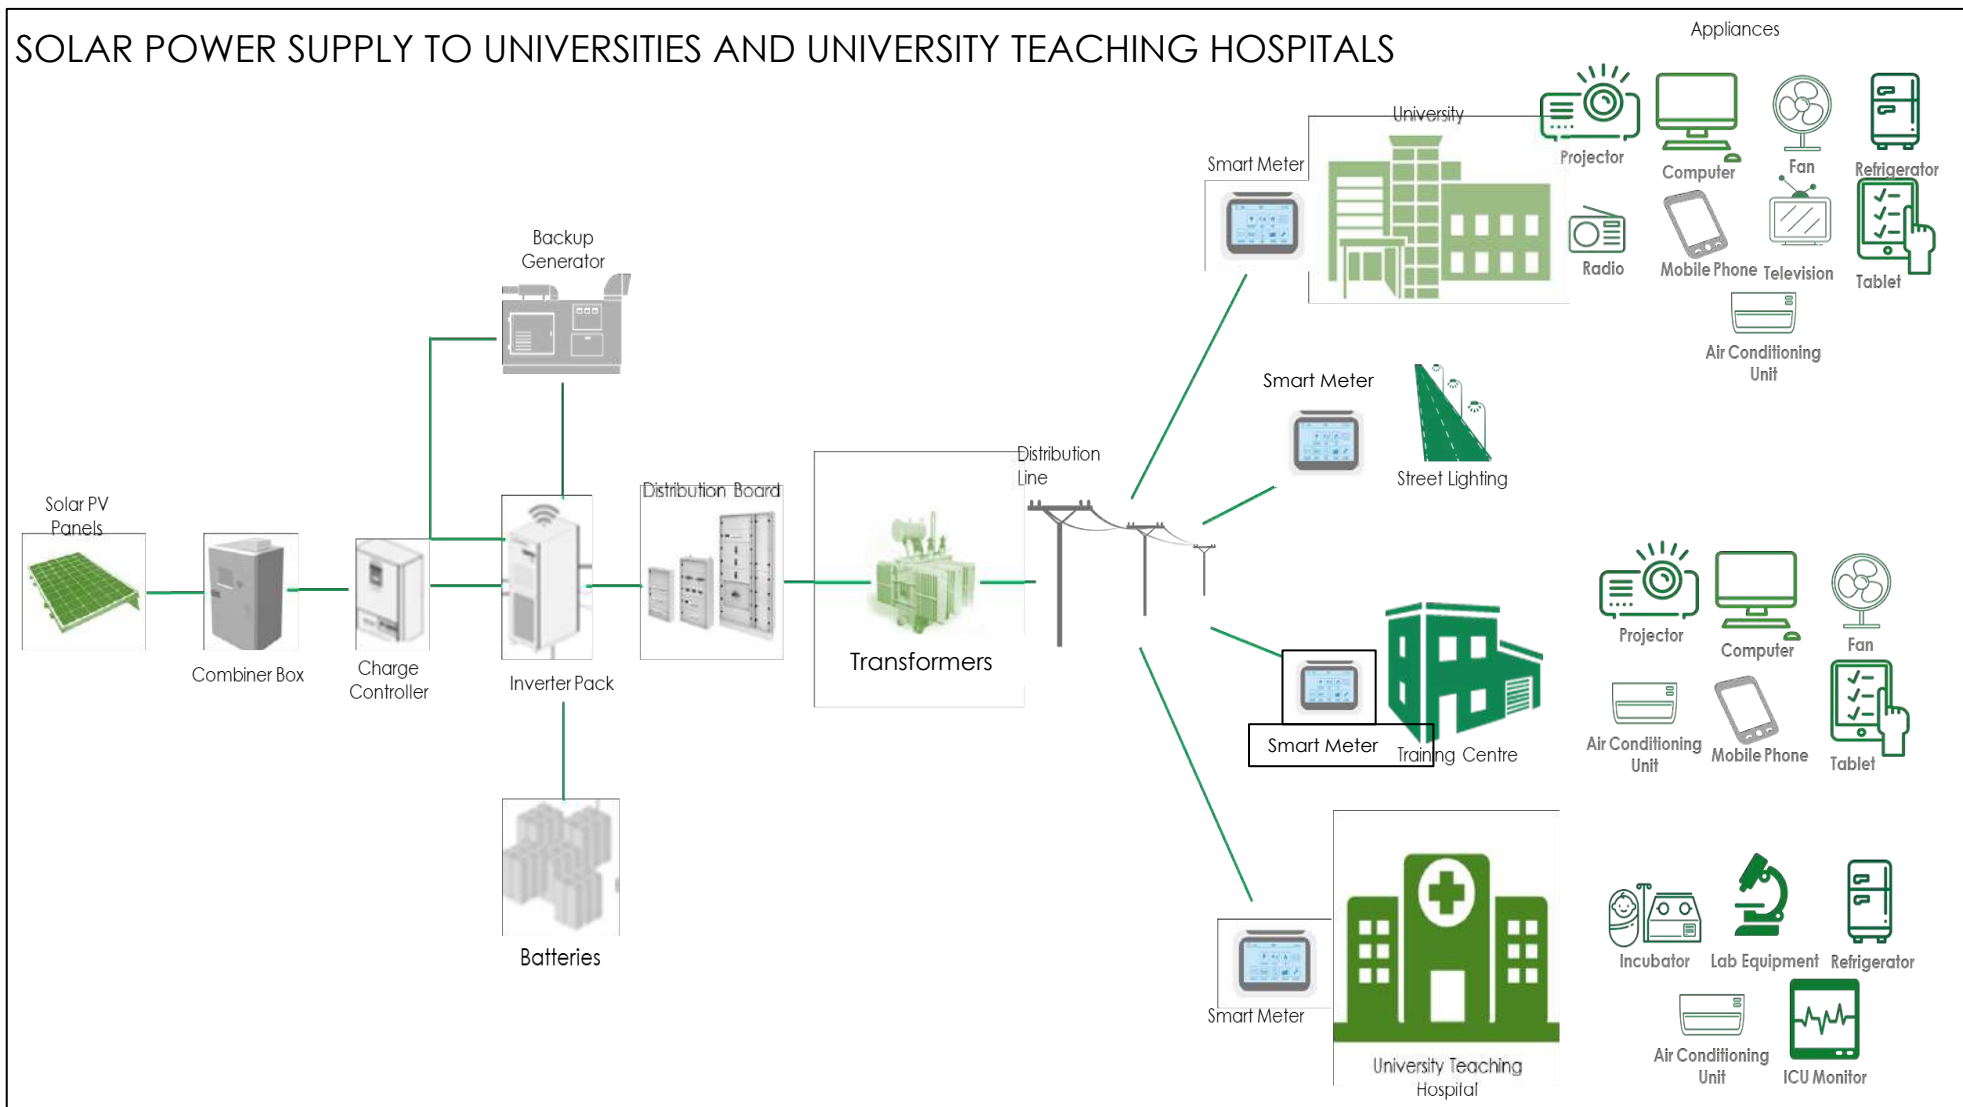 SOLAR POWER SUPPLY TO UNIVERSITIES AND UNIVERSITY TEACHING HOSPITALS
Appliances
University
Smart Meter
Projector
Computer
Fan
Refrigerator
Radio
Mobile Phone
Television
Tablet
Air Conditioning
Unit
Backup
Generator
Smart Meter
Street Lighting
Distribution
Line
Solar PV
Panels
Combiner Box
Charge
Controller
Inverter Pack
Distribution Board
Transformers
Batteries
Smart Meter
Training Centre
Projector
Computer
Fan
Air Conditioning
Unit
Mobile Phone
Tablet
Smart Meter
University Teaching
Hospital
Incubator
Lab Equipment
Refrigerator
Air Conditioning
Unit
ICU Monitor